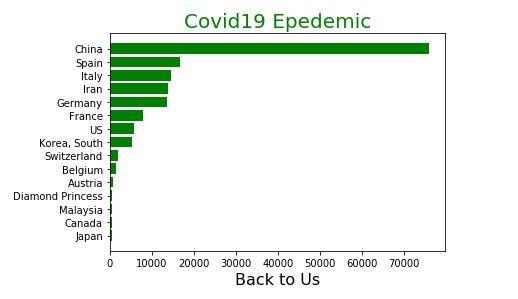 Covid19 Epedemic
China
Spain
Italy
Iran
Germany
France
US
Korea, South
Switzerland
Belgium
Austria
Diamond Princess
Malaysia
Canada
Japan
0 10000 20000 30000 40000 50000 60000 70000
Back to Us